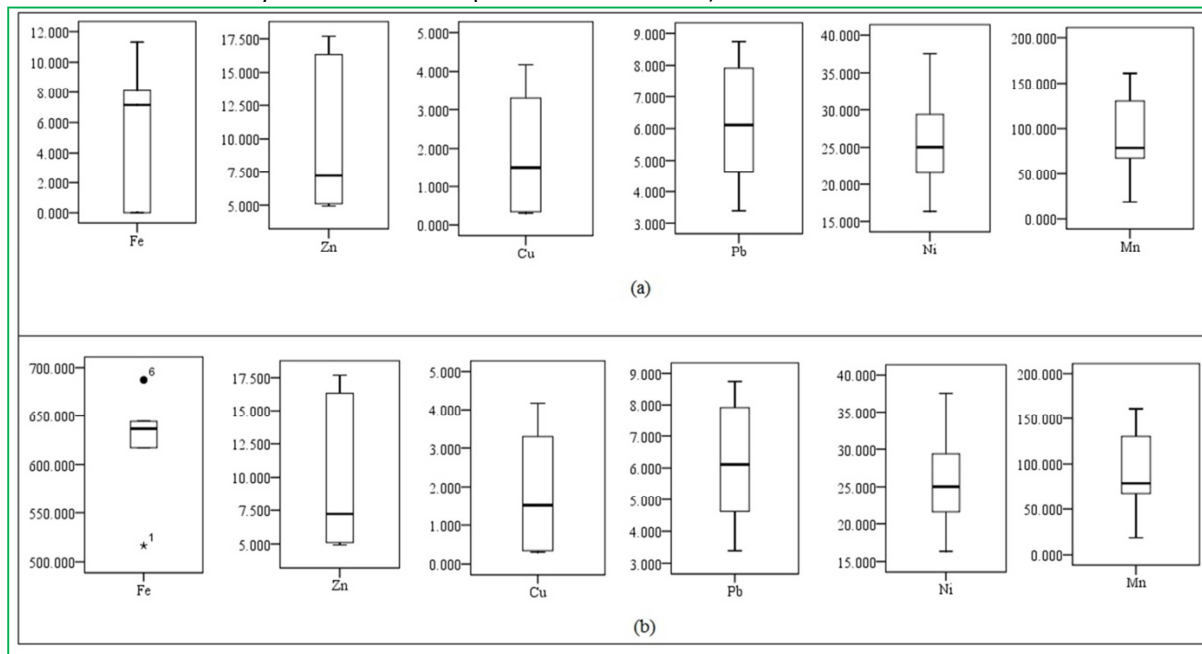 12.000 10.000 8.000 6.000 4.000 2.000 0.000
Fe
17.500 15.000 12.500 10.000 7.500 5.000
Zn
5.000 4.000 3.000 2.000 1.000 0.000
Cu
9.000 8.000 7.000 6.000 5.000 4.000 3.000
Pb
40.000 35.000 30.000 25.000 20.000 15.000
Ni
200.000 150.000 100.000 50.000 0.000
Mn
(a)
700.000 650.000 600.000 550.000 500.000
6
1
Fe
17.500 15.000 12.500 10.000 7.500 5.000
Zn
5.000 4.000 3.000 2.000 1.000 0.000
Cu
9.000 8.000 7.000 6.000 5.000 4.000 3.000
Pb
40.000 35.000 30.000 25.000 20.000 15.000
Ni
200.000 150.000 100.000 50.000 0.000
Mn
(b)